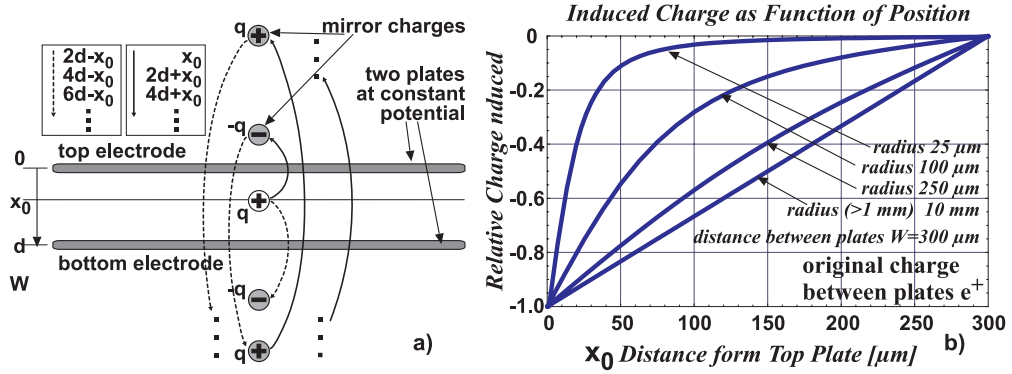 q
mirror charges
2d-x0
4d-x0
6d-x0
x0
2d+x0
4d+x0
two plates
at constant
potential
-q
top electrode
0
x0
q
d
bottom electrode
W
-q
q
a)
Induced Charge as Function of Position
Relative Charge nduced
0
-0.2
-0.4
-0.6
-0.8
-1.0
radius 25 µm
radius 100 µm
radius 250 µm
radius (>1 mm) 10 mm
distance between plates W=300 µm
original charge
between plates e+
0
50
100
150
200
250
300
x0 Distance form Top Plate [µm]
b)